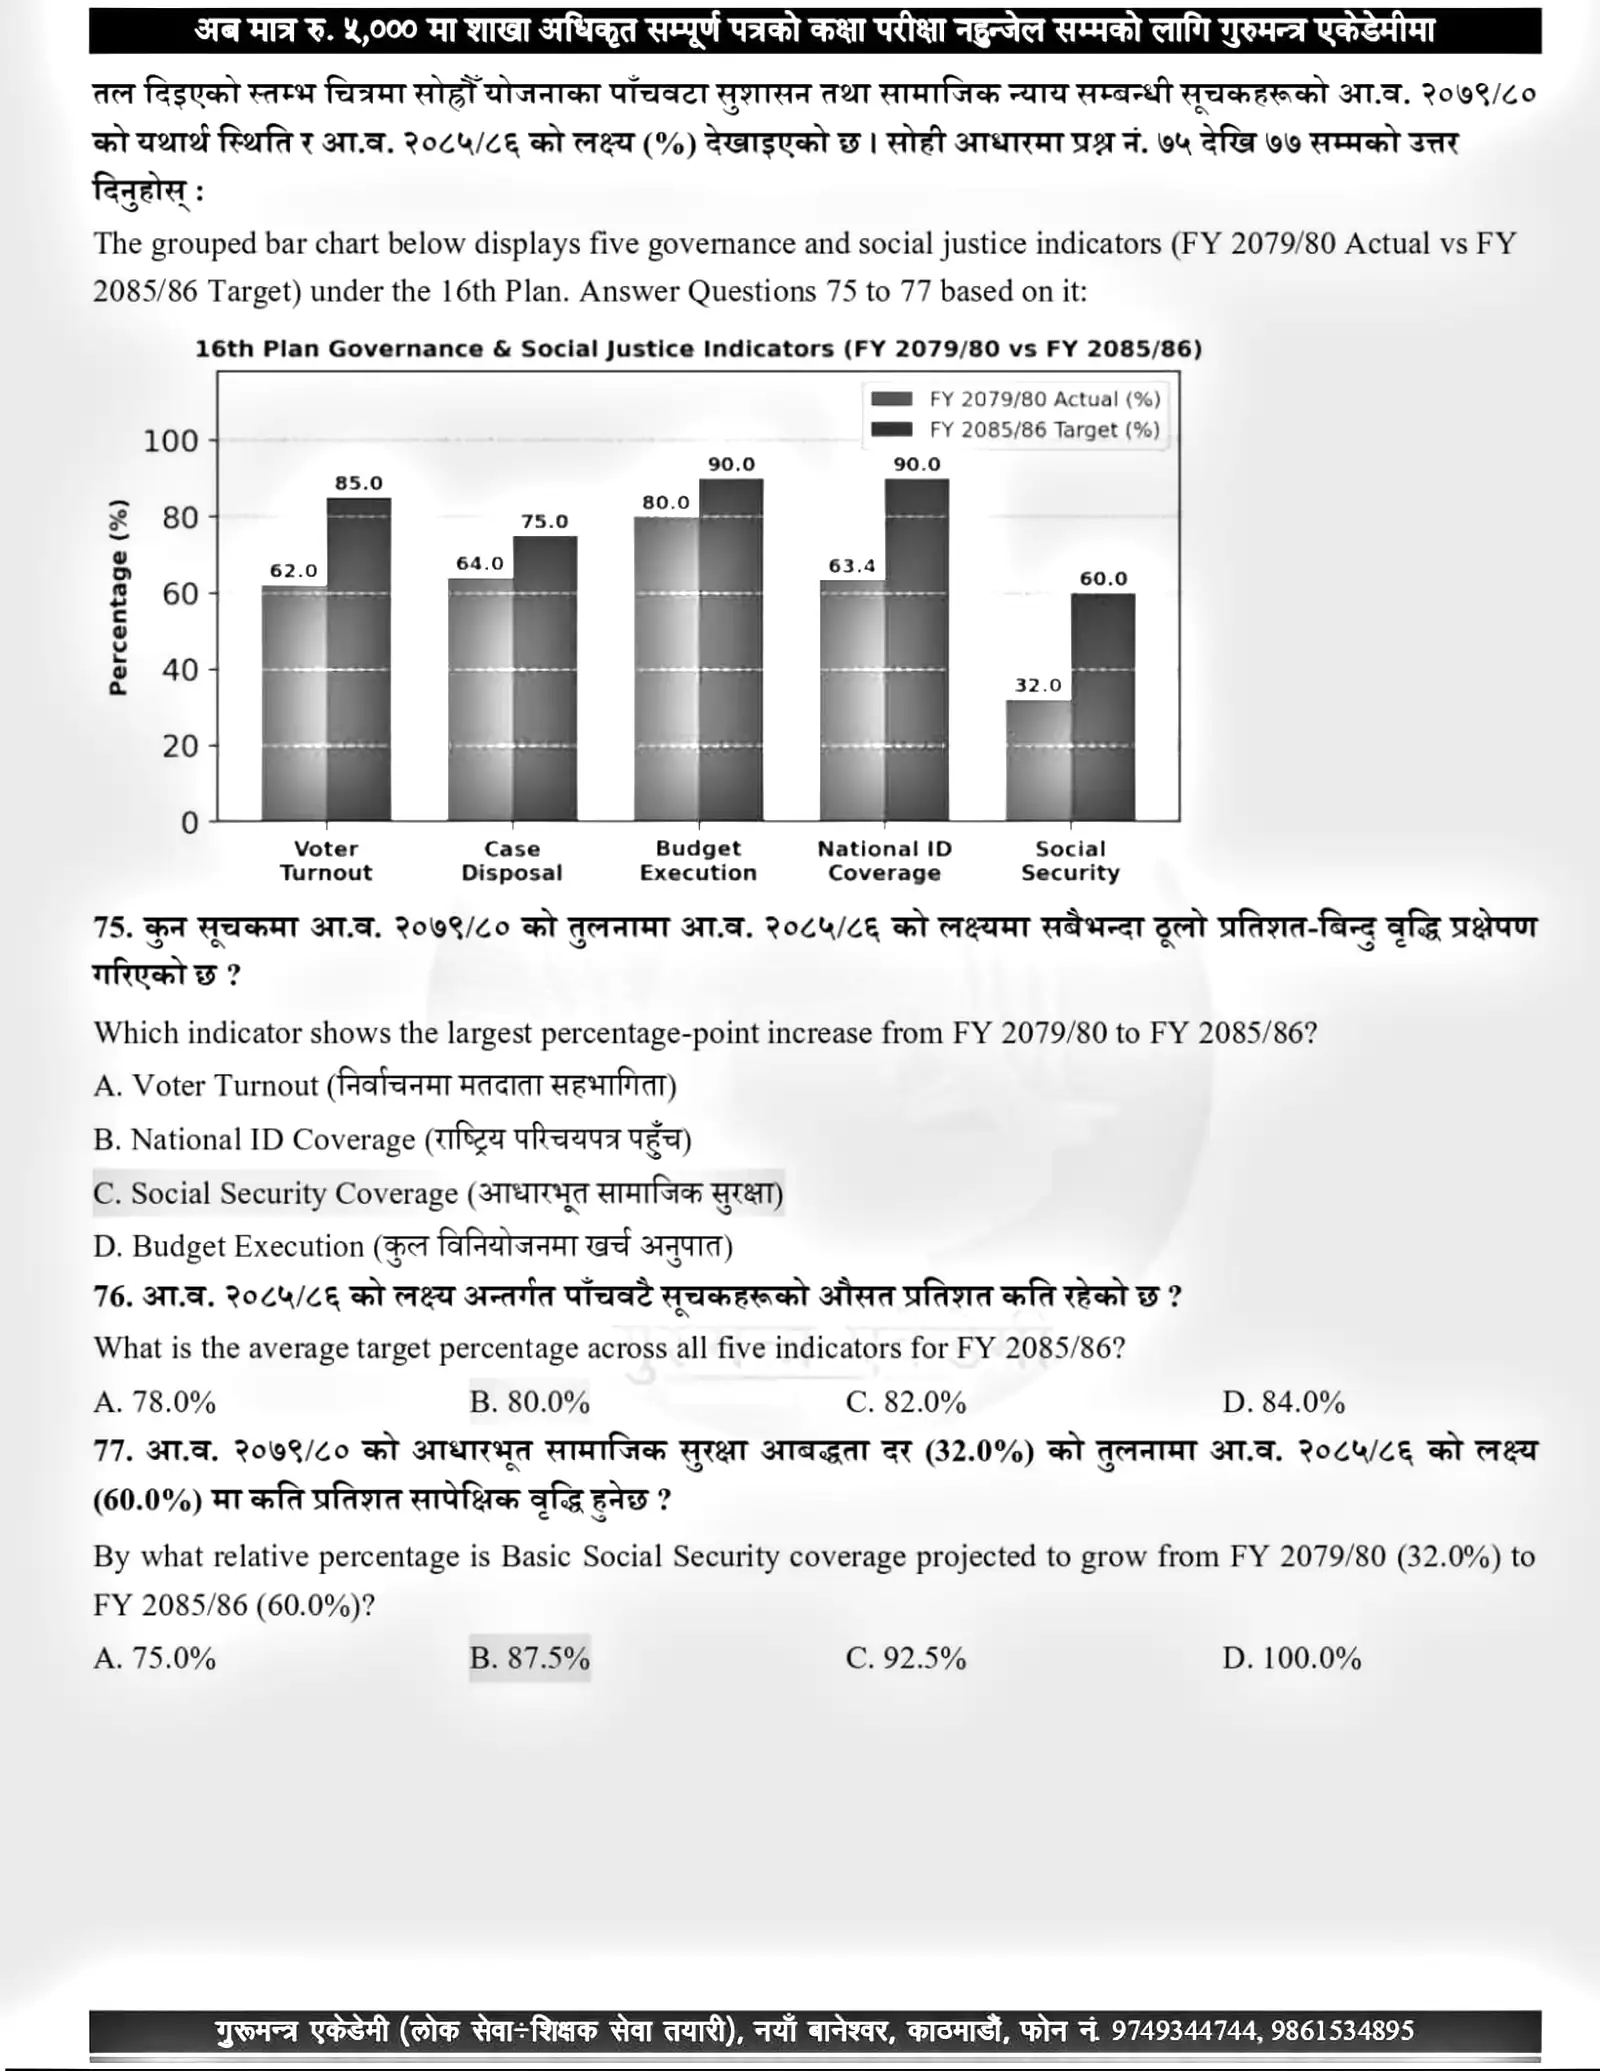 अब मात्र रु. ५,००० मा शाखा अधिकृत सम्पूर्ण पत्रको कक्षा परीक्षा नहुन्जेल सम्मको लागि गुरुमन्त्र एकेडेमीमा
तल दिइएको स्तम्भ चित्रमा सोह्रौँ योजनाका पाँचवटा सुशासन तथा सामाजिक न्याय सम्बन्धी सूचकहरूको आ.व. २०७९/८०
को यथार्थ स्थिति र आ.व. २०८५/८६ को लक्ष्य (%) देखाइएको छ । सोही आधारमा प्रश्न नं. ७५ देखि ७७ सम्मको उत्तर
दिनुहोस् :
The grouped bar chart below displays five governance and social justice indicators (FY 2079/80 Actual vs FY
2085/86 Target) under the 16th Plan. Answer Questions 75 to 77 based on it:
16th Plan Governance & Social Justice Indicators (FY 2079/80 vs FY 2085/86)
FY 2079/80 Actual (%)
FY 2085/86 Target (%)
Percentage (%)
100
80
60
40
20
0
62.0
85.0
64.0
75.0
80.0
90.0
63.4
90.0
32.0
60.0
Voter
Turnout
Case
Disposal
Budget
Execution
National ID
Coverage
Social
Security
75. कुन सूचकमा आ.व. २०७९/८० को तुलनामा आ.व. २०८५/८६ को लक्ष्यमा सबैभन्दा ठूलो प्रतिशत-बिन्दु वृद्धि प्रक्षेपण
गरिएको छ ?
Which indicator shows the largest percentage-point increase from FY 2079/80 to FY 2085/86?
A. Voter Turnout (निर्वाचनमा मतदाता सहभागिता)
B. National ID Coverage (राष्ट्रिय परिचयपत्र पहुँच)
C. Social Security Coverage (आधारभूत सामाजिक सुरक्षा)
D. Budget Execution (कुल विनियोजनमा खर्च अनुपात)
76. आ.व. २०८५/८६ को लक्ष्य अन्तर्गत पाँचवटै सूचकहरूको औसत प्रतिशत कति रहेको छ ?
What is the average target percentage across all five indicators for FY 2085/86?
A. 78.0% B. 80.0% C. 82.0% D. 84.0%
77. आ.व. २०७९/८० को आधारभूत सामाजिक सुरक्षा आबद्धता दर (32.0%) को तुलनामा आ.व. २०८५/८६ को लक्ष्य
(60.0%) मा कति प्रतिशत सापेक्षिक वृद्धि हुनेछ ?
By what relative percentage is Basic Social Security coverage projected to grow from FY 2079/80 (32.0%) to
FY 2085/86 (60.0%)?
A. 75.0% B. 87.5% C. 92.5% D. 100.0%
गुरूमन्त्र एकेडेमी (लोक सेवा÷शिक्षक सेवा तयारी), नयाँ बानेश्वर, काठमाडौं, फोन नं 9749344744, 9861534895